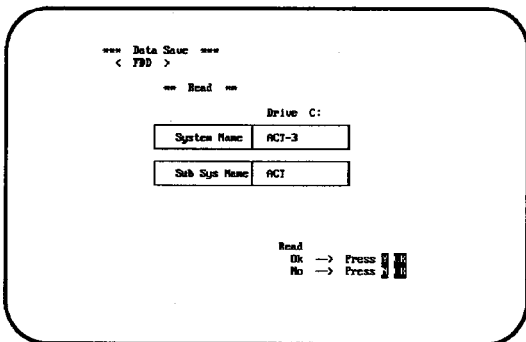 *** Data Save ***
< FDD >
** Read **
Drive C:
System Name ACT-3
Sub Sys Name ACT
Read
Ok --> Press
No --> Press